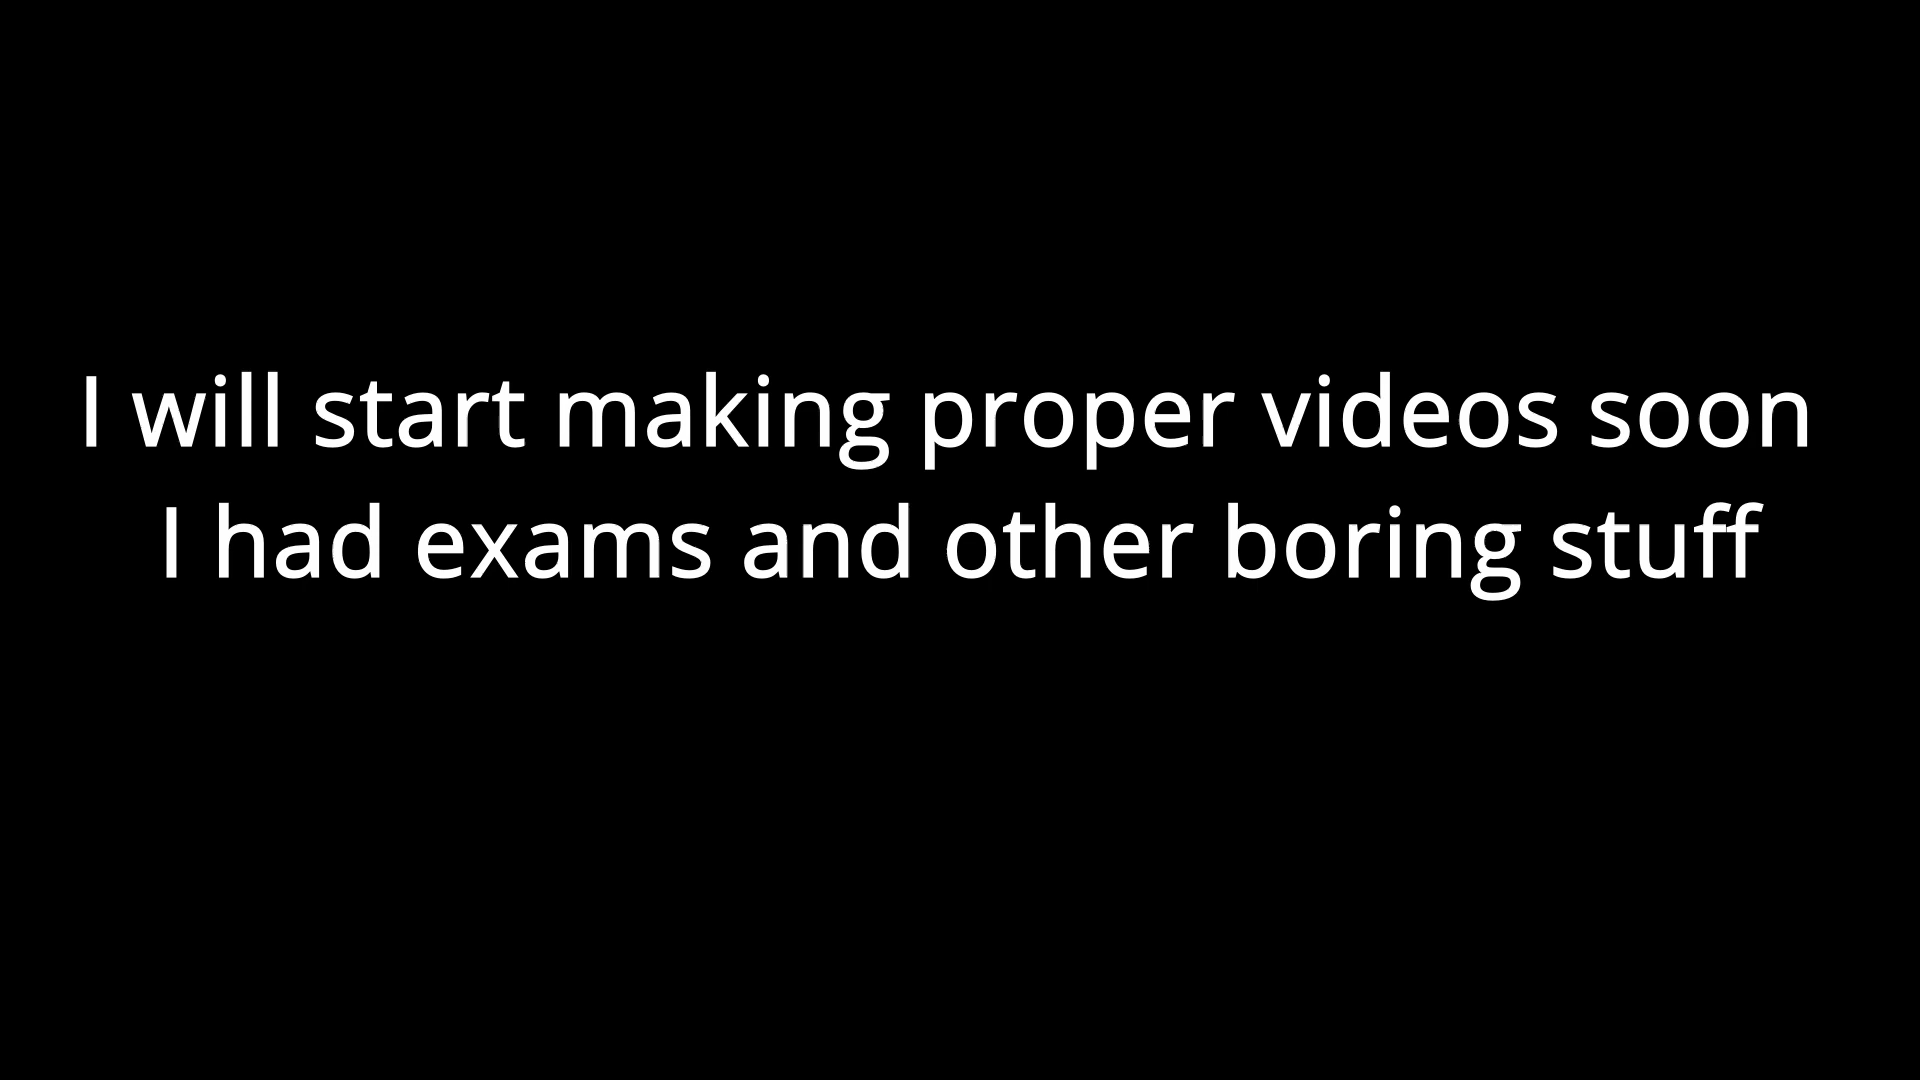 I will start making proper videos soon
I had exams and other boring stuff